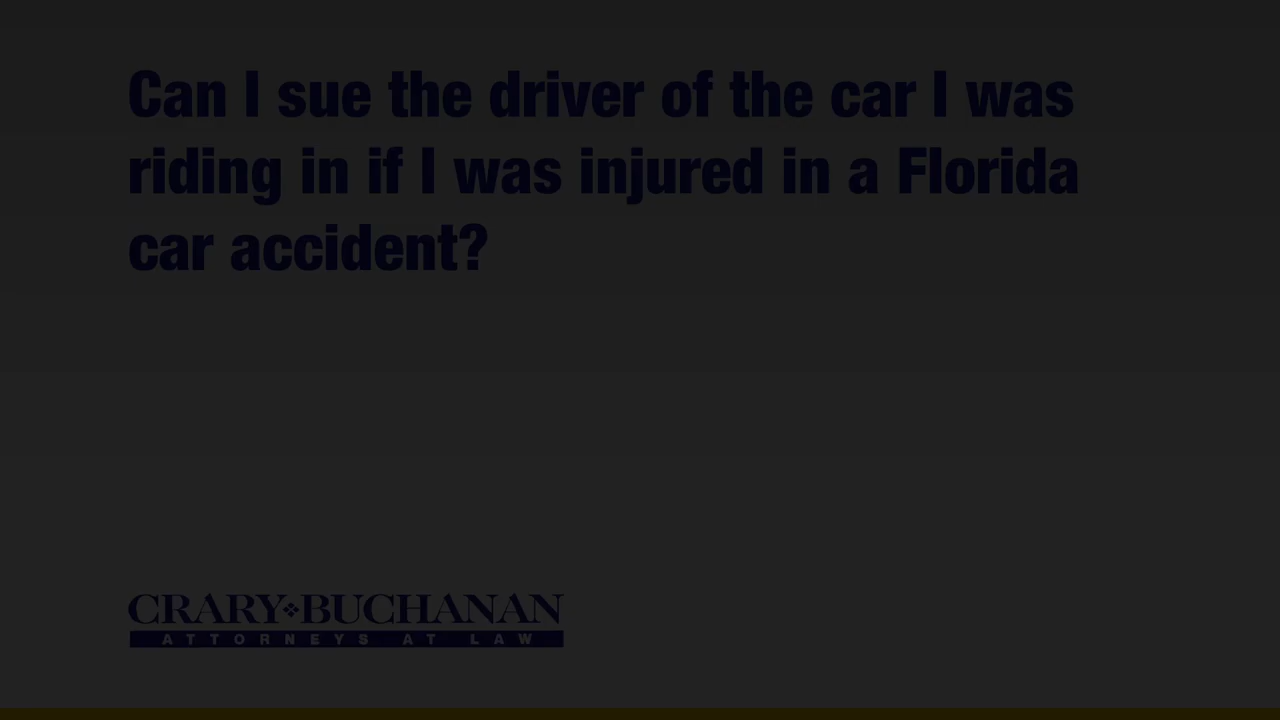 Can I sue the driver of the car I was
riding in if I was injured in a Florida
car accident?
CRARY BUCHANAN
ATTORNEYS AT LAW